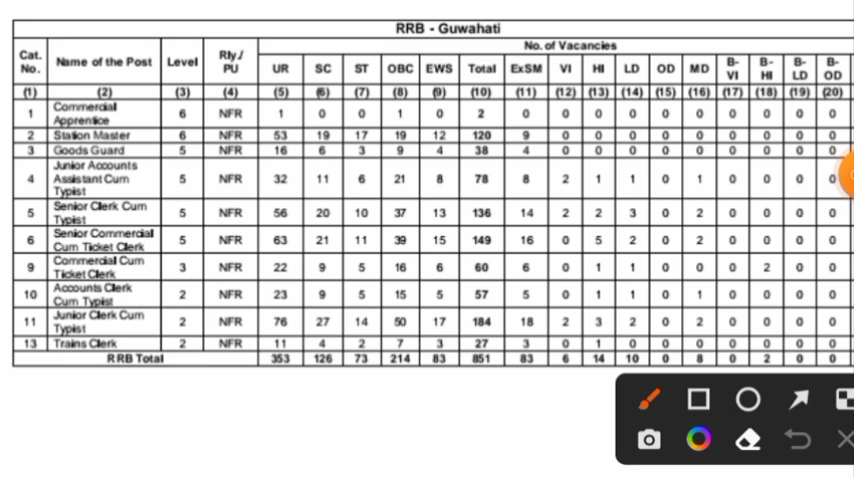 RRB - Guwahati
Cat. No. Name of the Post Level Rly./ PU No. of Vacancies
UR SC ST OBC EWS Total ExSM VI HI LD OD MD B-VI B-HI B-LD B-OD
(1) (2) (3) (4) (5) (6) (7) (8) (9) (10) (11) (12) (13) (14) (15) (16) (17) (18) (19) (20)
1 Commercial Apprentice 6 NFR 1 0 0 1 0 2 0 0 0 0 0 0 0 0 0 0
2 Station Master 6 NFR 53 19 17 19 12 120 9 0 0 0 0 0 0 0 0 0
3 Goods Guard 5 NFR 16 6 3 9 4 38 4 0 0 0 0 0 0 0 0 0
4 Junior Accounts Assistant Cum Typist 5 NFR 32 11 6 21 8 78 8 2 1 1 0 1 0 0 0 0
5 Senior Clerk Cum Typist 5 NFR 56 20 10 37 13 136 14 2 2 3 0 2 0 0 0 0
6 Senior Commercial Cum Ticket Clerk 5 NFR 63 21 11 39 15 149 16 0 5 2 0 2 0 0 0 0
9 Commercial Cum Ticket Clerk 3 NFR 22 9 5 16 6 60 6 0 1 1 0 0 0 2 0 0
10 Accounts Clerk Cum Typist 2 NFR 23 9 5 15 5 57 5 0 1 1 0 1 0 0 0 0
11 Junior Clerk Cum Typist 2 NFR 76 27 14 50 17 184 18 2 3 2 0 2 0 0 0 0
13 Trains Clerk 2 NFR 11 4 2 7 3 27 3 0 1 0 0 0 0 0 0 0
RRB Total 353 126 73 214 83 851 83 6 14 10 0 8 0 2 0 0